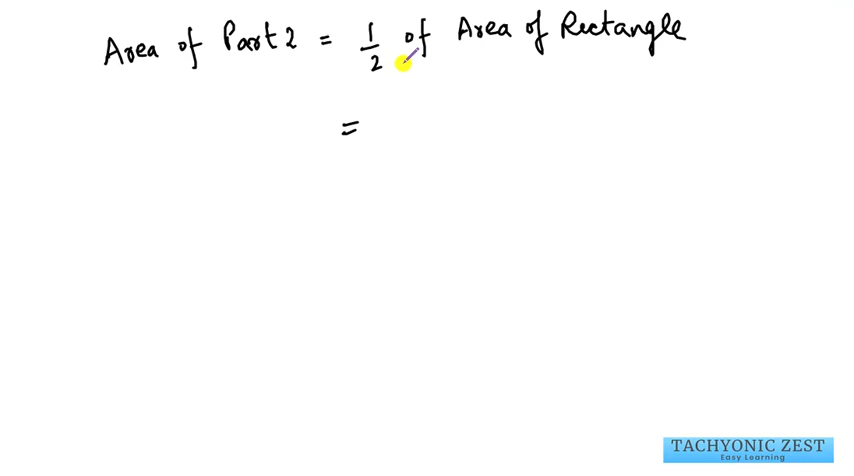 Area of Part 2 = 1/2 of Area of Rectangle
=
TACHYONIC ZEST
Easy Learning